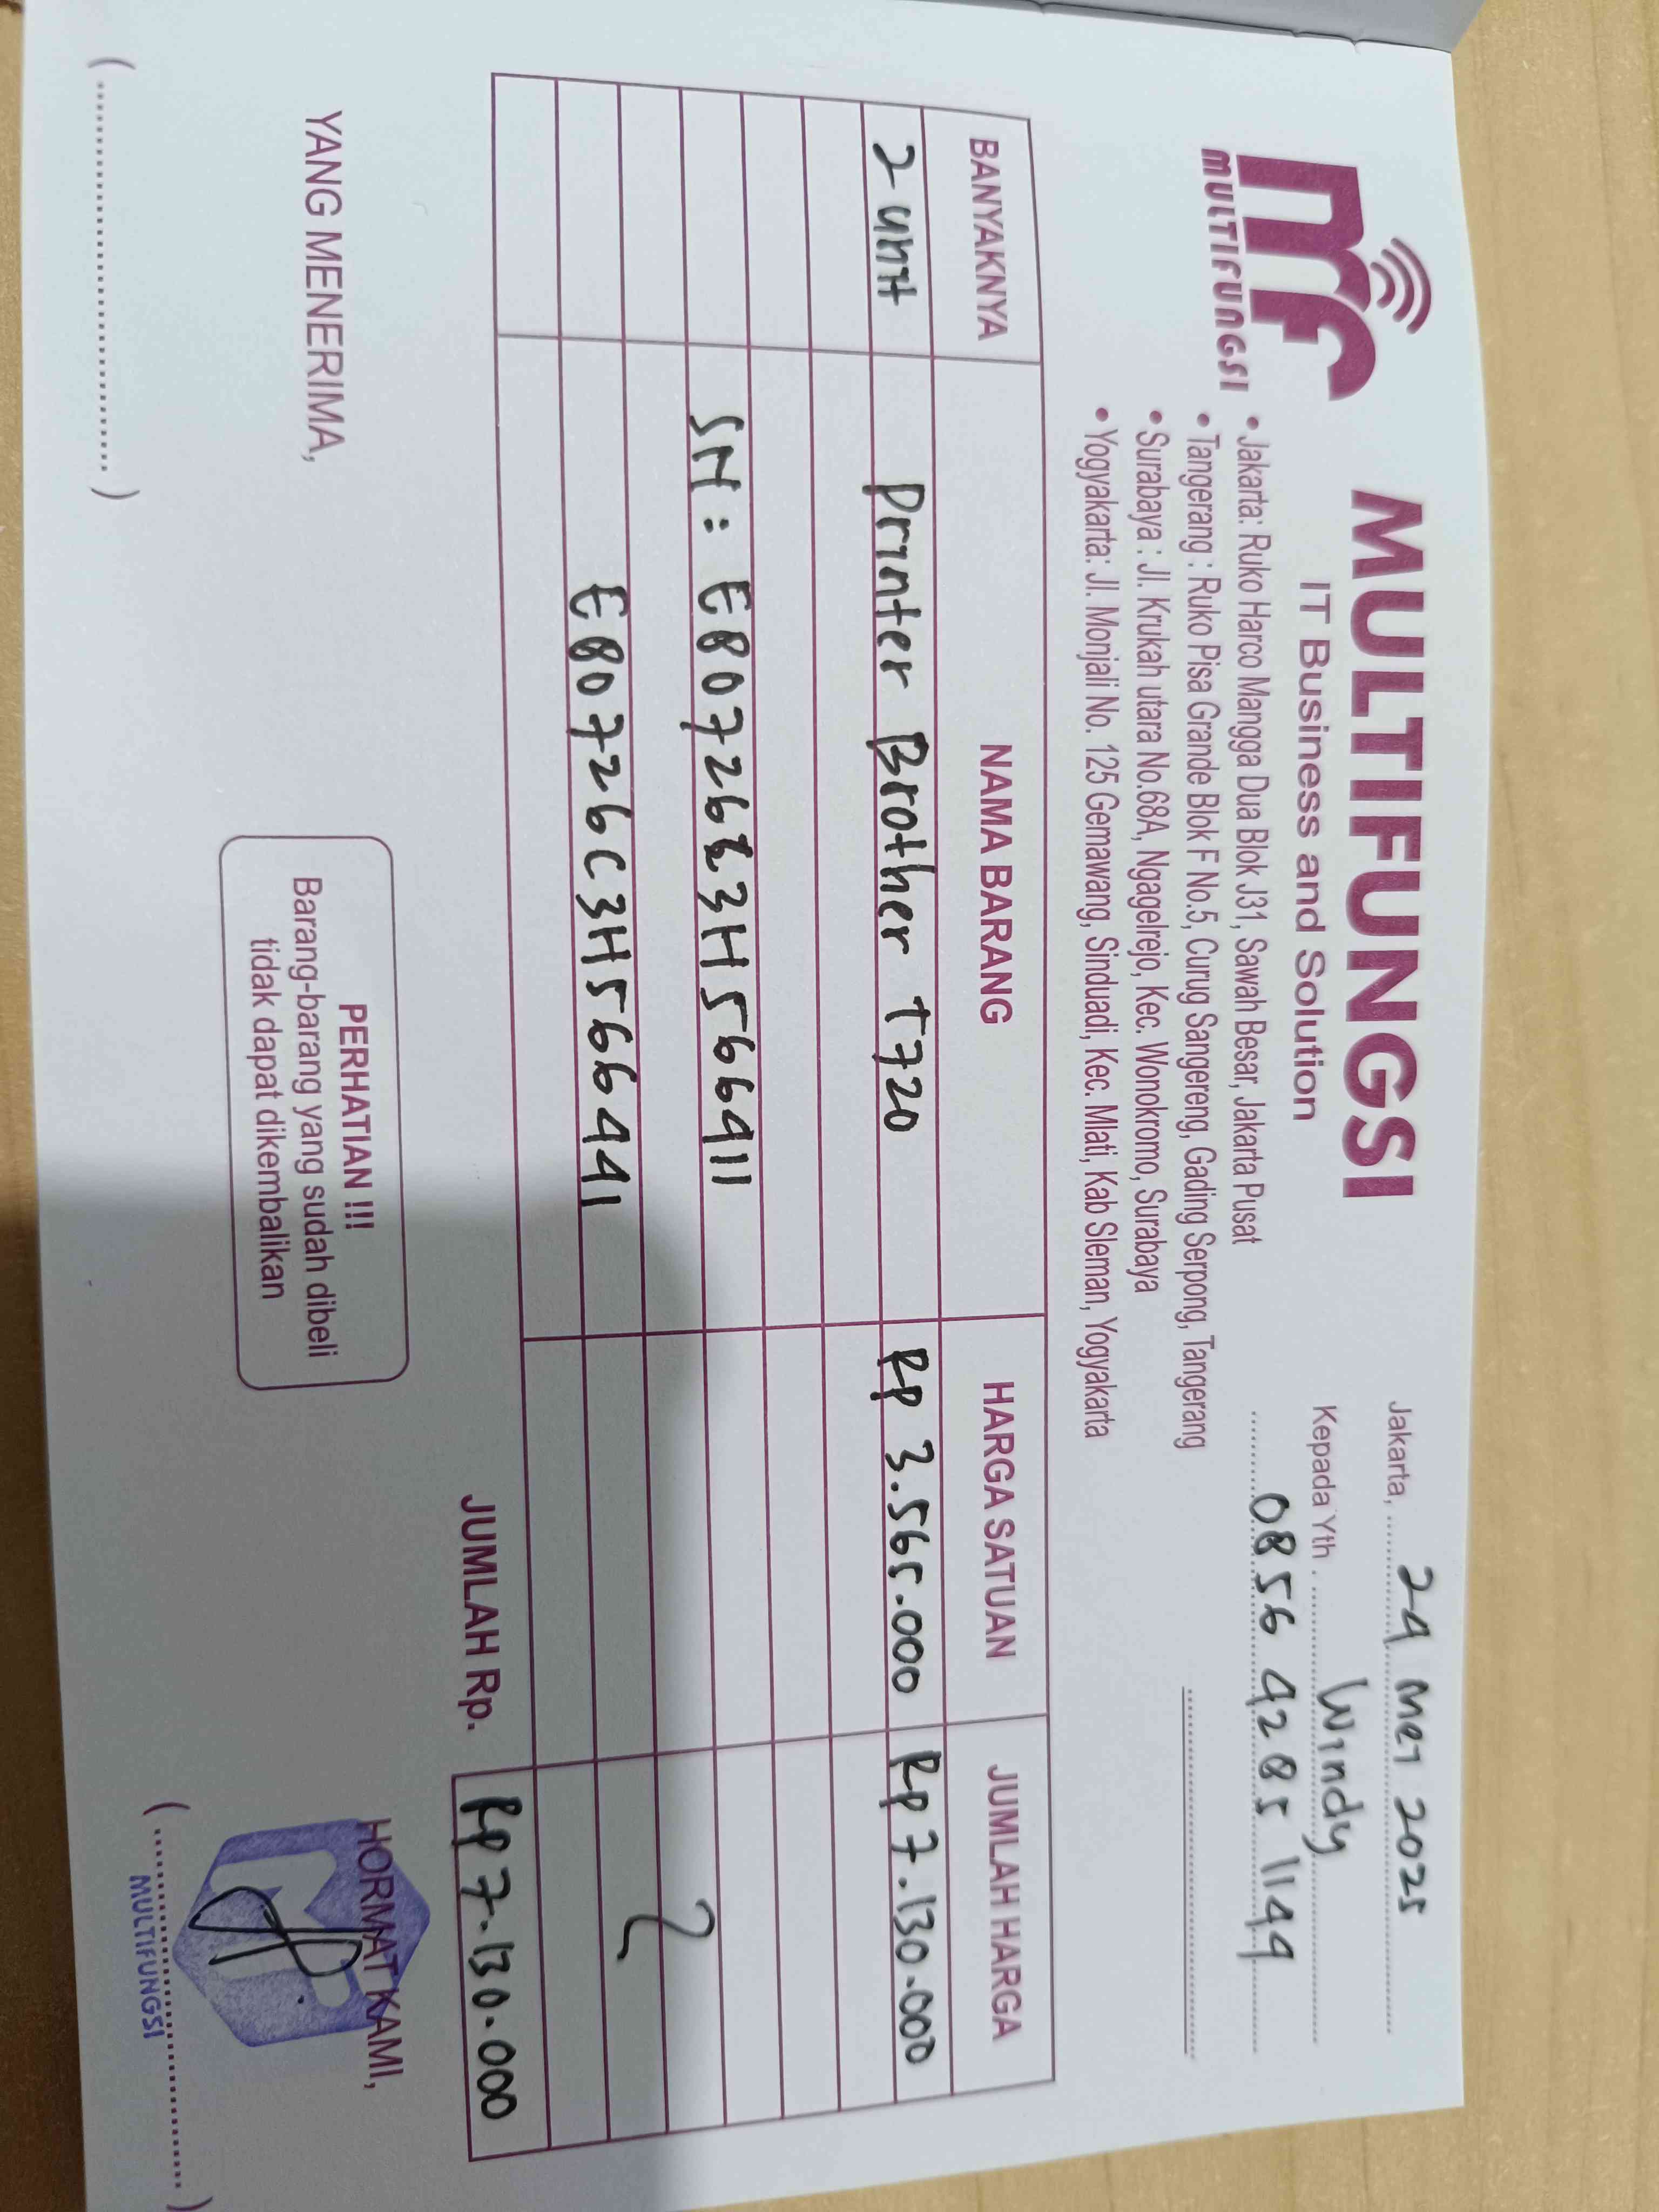 MULTIFUNGSI
IT Business and Solution
mf
MULTIFUNGSI
• Jakarta: Ruko Harco Mangga Dua Blok J31, Sawah Besar, Jakarta Pusat
• Tangerang : Ruko Pisa Grande Blok F No.5, Curug Sangereng, Gading Serpong, Tangerang
• Surabaya : Jl. Krukah utara No.68A, Ngagelrejo, Kec. Wonokromo, Surabaya
• Yogyakarta: Jl. Monjali No. 125 Gemawang, Sinduadi, Kec. Mlati, Kab Sleman, Yogyakarta
Jakarta, 24 Mei 2025
Kepada Yth. Windy
0856 4285 1144
BANYAKNYA NAMA BARANG HARGA SATUAN JUMLAH HARGA
2 unit Printer Brother T720 Rp 3.565.000 Rp 7.130.000
SN :
E80726C3H566441
JUMLAH Rp. Rp 7.130.000
YANG MENERIMA,
(........................)
PERHATIAN !!!
Barang-barang yang sudah dibeli
tidak dapat dikembalikan
HORMAT KAMI,
MULTIFUNGSI
(........................)